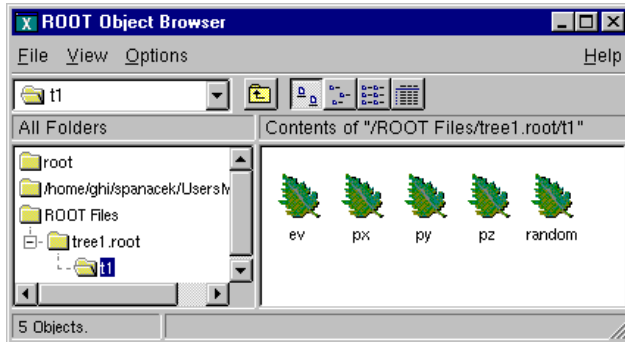 X ROOT Object Browser
File View Options Help
t1
All Folders
Contents of "/ROOT Files/tree1.root/t1"
root
/home/ghi/spanacek/Users
ROOT Files
tree1.root
t1
ev px py pz random
5 Objects.